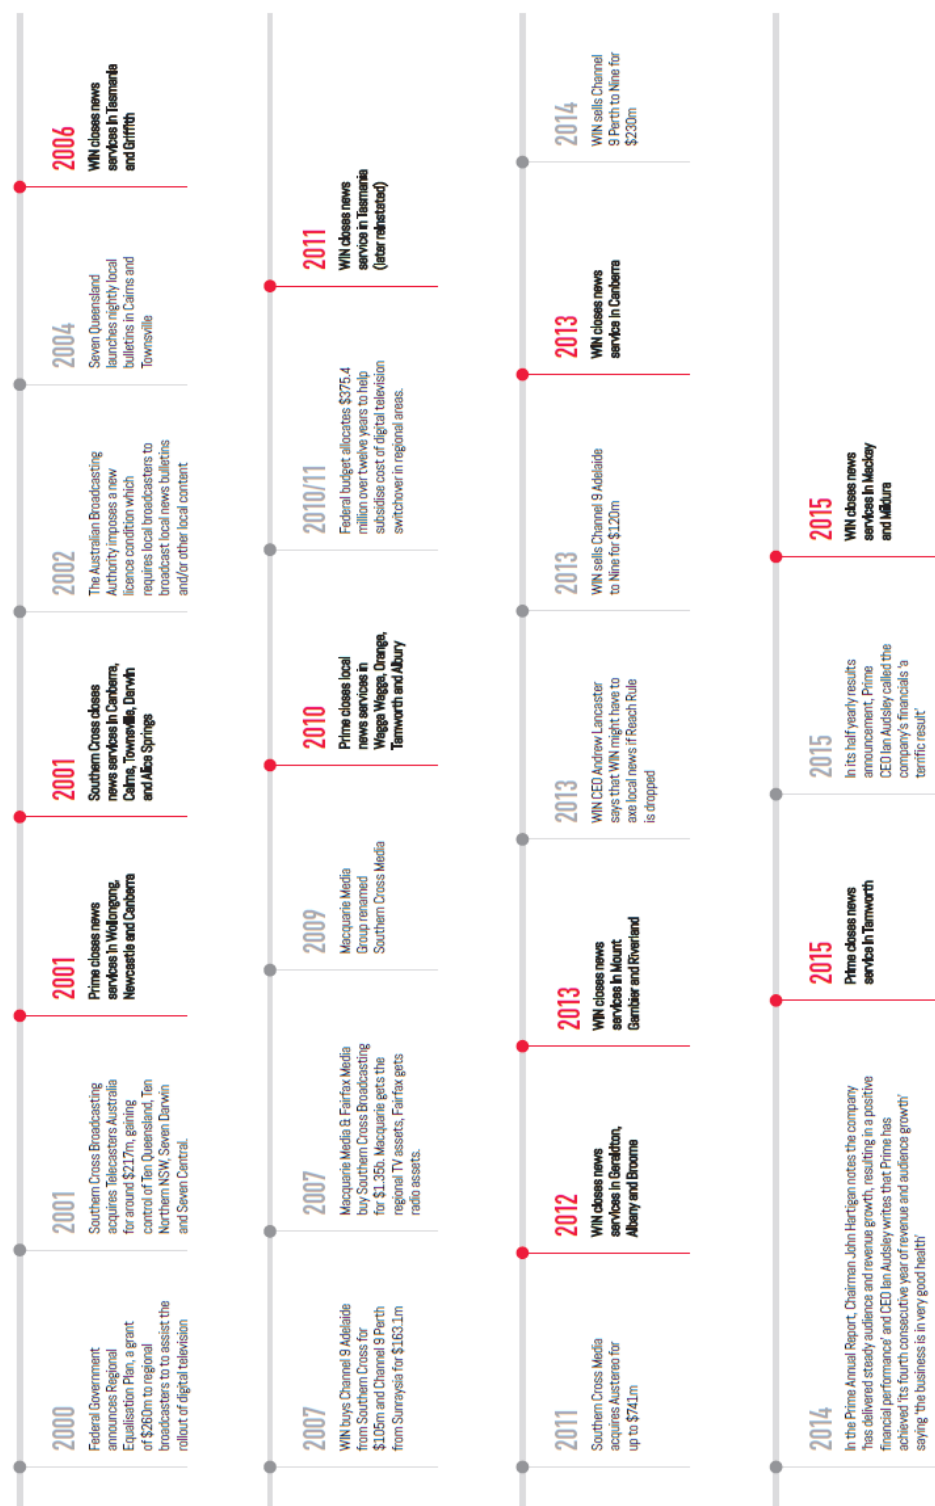 2000
Federal Government
announces Regional
Equalisation Plan, a grant
of $260m to regional
broadcasters to to assist the
rollout of digital television
2001
Southern Cross Broadcasting
acquires Telecasters Australia
for around $217m, gaining
control of Ten Queensland, Ten
Northern NSW, Seven Darwin
and Seven Central.
2001
Prime closes news
services in Wollongong,
Newcastle and Canberra
2001
Southern Cross closes
news services in Canberra,
Cairns, Townsville, Darwin
and Alice Springs
2002
The Australian Broadcasting
Authority imposes a new
licence condition which
requires local broadcasters to
broadcast local news bulletins
and/or other local content
2004
Seven Queensland
launches nightly local
bulletins in Cairns and
Townsville
2006
WIN closes news
services in Tasmania
and Griffith
2007
WIN buys Channel 9 Adelaide
from Southern Cross for
$105m and Channel 9 Perth
from Sunraysia for $163.1m
2007
Macquarie Media & Fairfax Media
buy Southern Cross Broadcasting
for $1.35b. Macquarie gets the
regional TV assets, Fairfax gets
radio assets.
2009
Macquarie Media
Group renamed
Southern Cross Media
2010
Prime closes local
news services in
Wagga Wagga, Orange,
Tamworth and Albury
2010/11
Federal budget allocates $375.4
million over twelve years to help
subsidise cost of digital television
switchover in regional areas.
2011
WIN closes news
service in Tasmania
(later reinstated)
2011
Southern Cross Media
acquires Austereo for
up to $741m
2012
WIN closes news
services in Geraldton,
Albany and Broome
2013
WIN closes news
services in Mount
Gambier and Riverland
2013
WIN CEO Andrew Lancaster
says that WIN might have to
axe local news if Reach Rule
is dropped
2013
WIN sells Channel 9 Adelaide
to Nine for $120m
2013
WIN closes news
service in Canberra
2014
WIN sells Channel
9 Perth to Nine for
$230m
2014
In the Prime Annual Report, Chairman John Hartigan notes the company
'has delivered steady audience and revenue growth, resulting in a positive
financial performance' and CEO Ian Audsley writes that Prime has
achieved 'its fourth consecutive year of revenue and audience growth'
saying 'the business is in very good health'
2015
Prime closes news
service in Tamworth
2015
In its half yearly results
announcement, Prime
CEO Ian Audsley called the
company's financials 'a
terrific result'
2015
WIN closes news
services in Mackay
and Mildura